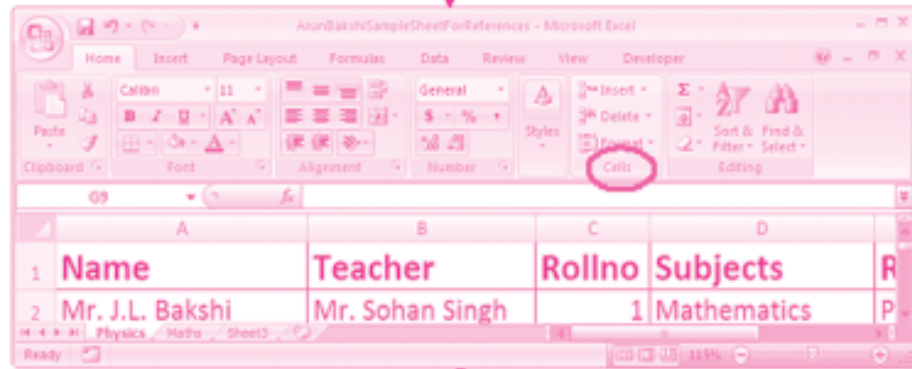 ArunBakshiSampleSheetForReferences - Microsoft Excel
Home Insert Page Layout Formulas Data Review View Developer
Calibri 11 General Insert Σ
Paste B I U A A $ % , Styles Delete Sort & Find &
A Format Filter Select
Clipboard Font Alignment Number Cells Editing
G9 fx
A B C D
1 Name Teacher Rollno Subjects R
2 Mr. J.L. Bakshi Mr. Sohan Singh 1 Mathematics P
Physics Maths Sheet3
Ready 115%